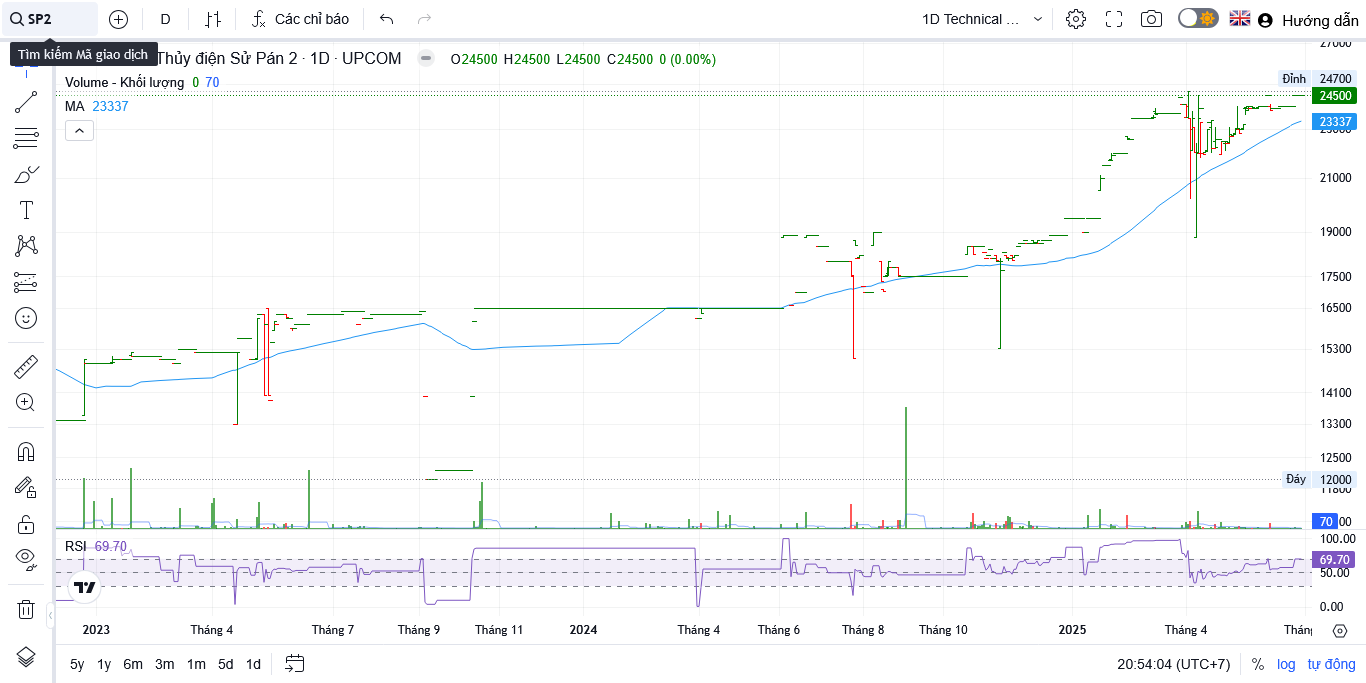 SP2
D
Các chỉ báo
1D Technical ...
Hướng dẫn
Tìm kiếm Mã giao dịch
Thủy điện Sử Pán 2 · 1D · UPCOM
O24500 H24500 L24500 C24500 0 (0.00%)
Volume - Khối lượng 0 70
MA 23337
27000
Đỉnh 24700
24500
23337
23000
21000
19000
17500
16500
15300
14100
13300
12500
Đáy 12000
11800
70
00
RSI 69.70
100.00
69.70
50.00
0.00
2023 Tháng 4 Tháng 7 Tháng 9 Tháng 11 2024 Tháng 4 Tháng 6 Tháng 8 Tháng 10 2025 Tháng 4 Tháng
5y 1y 6m 3m 1m 5d 1d
20:54:04 (UTC+7) % log tự động